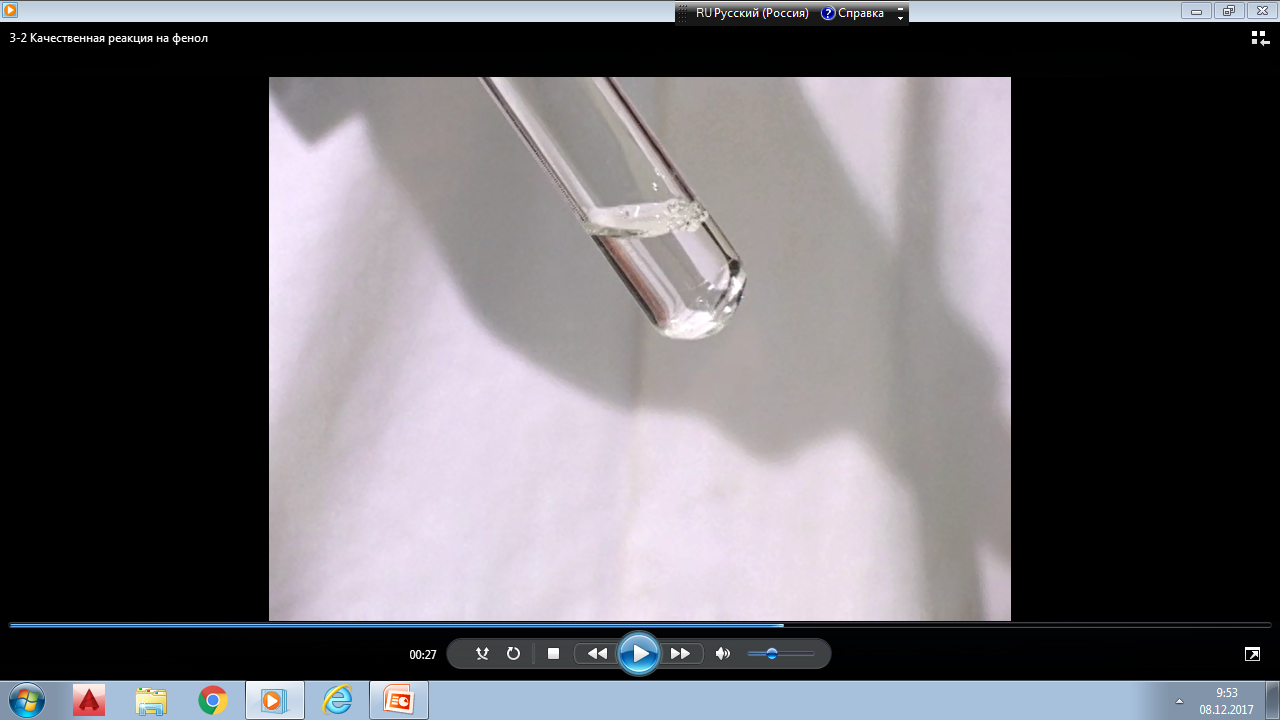 RU Русский (Россия) ? Справка
3-2 Качественная реакция на фенол
00:27
9:53
08.12.2017